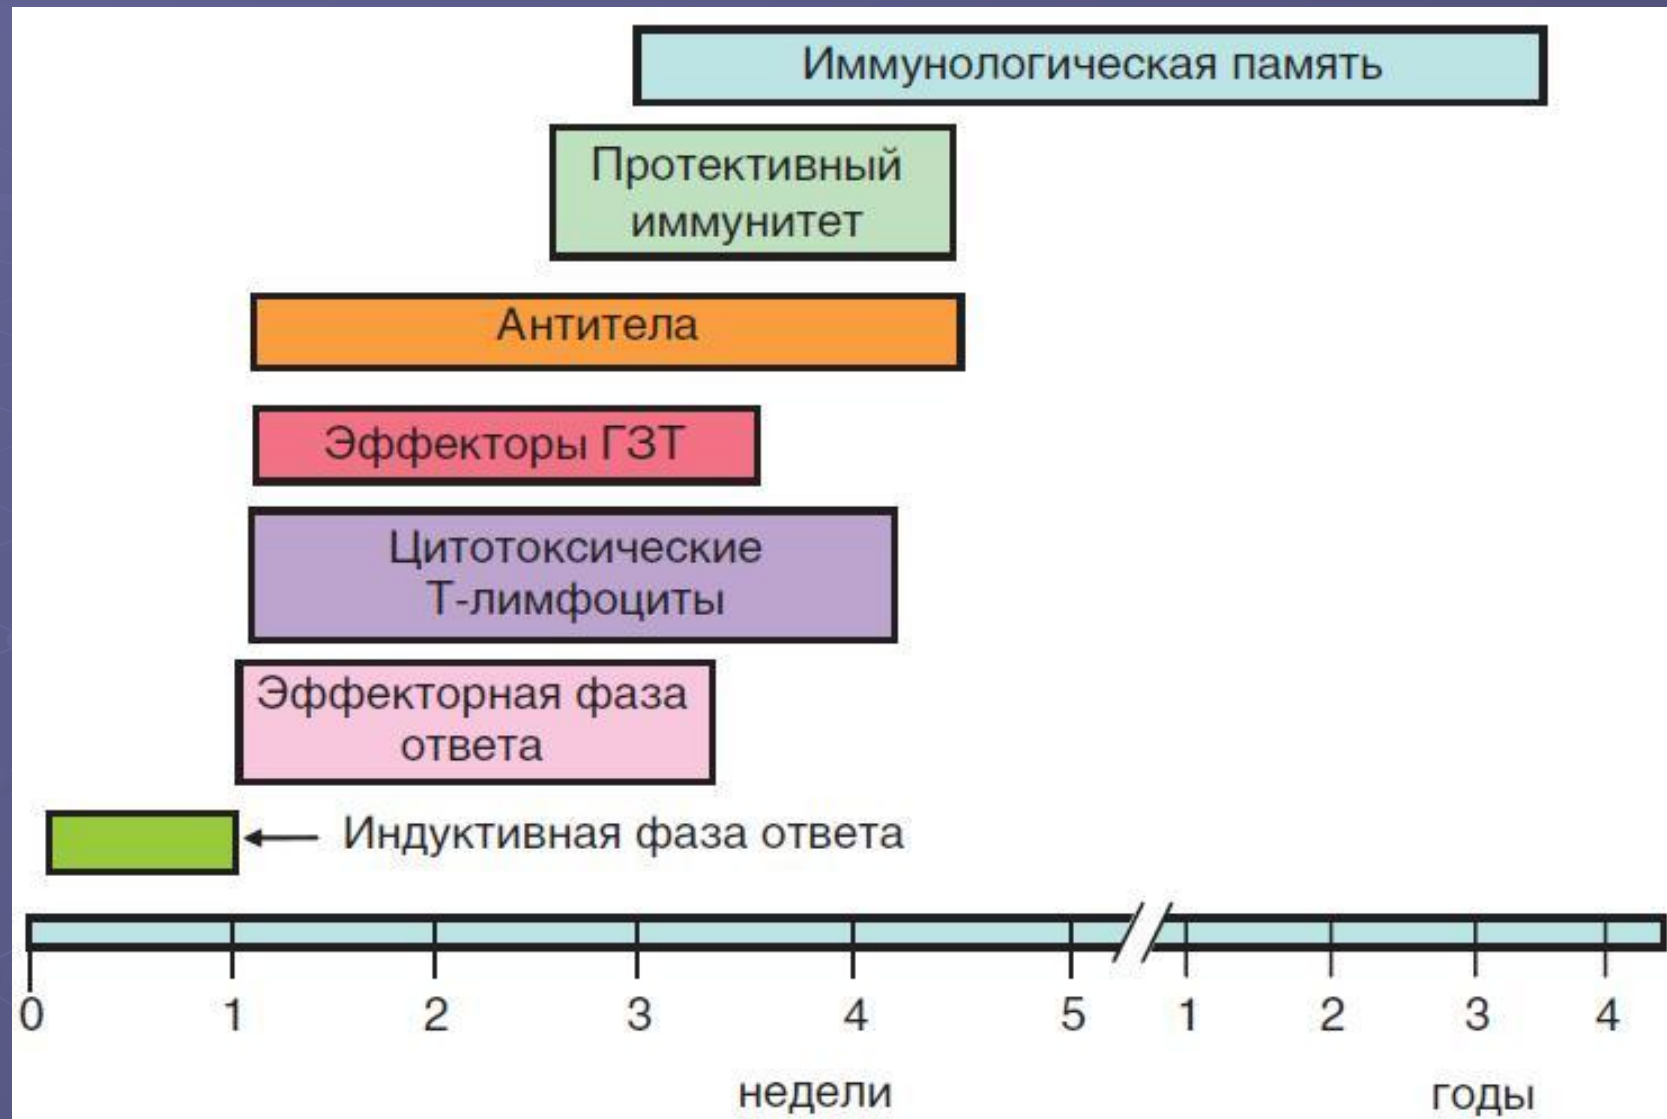 Иммунологическая память
Протективный
иммунитет
Антитела
Эффекторы ГЗТ
Цитотоксические
Т-лимфоциты
Эффекторная фаза
ответа
Индуктивная фаза ответа
0 1 2 3 4 5 1 2 3 4
недели годы